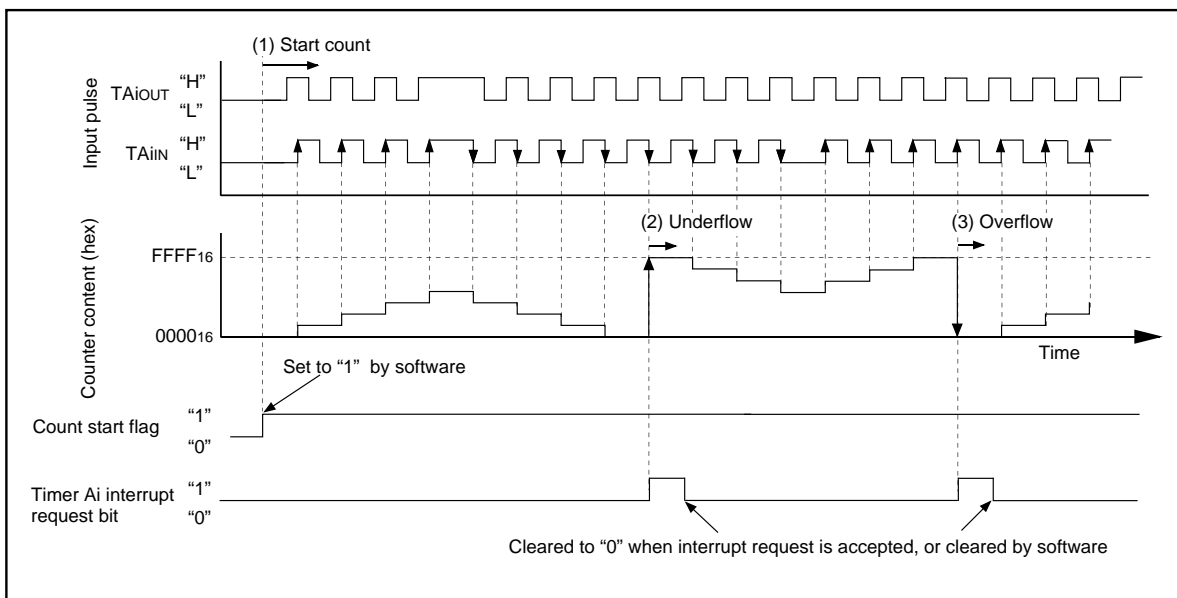 (1) Start count
Input pulse
TAiOUT
“H”
“L”
TAiIN
“H”
“L”
Counter content (hex)
FFFF16
(2) Underflow
(3) Overflow
000016
Time
Set to “1” by software
Count start flag
“1”
“0”
Timer Ai interrupt
request bit
“1”
“0”
Cleared to “0” when interrupt request is accepted, or cleared by software